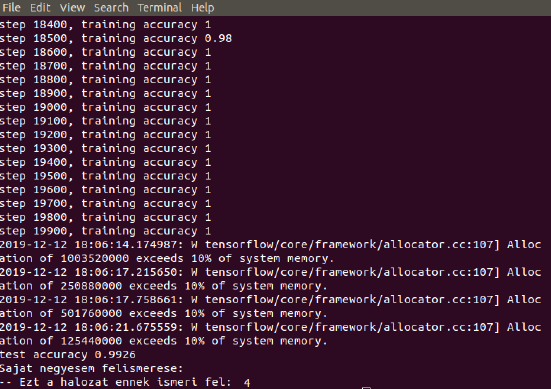 File Edit View Search Terminal Help
step 18400, training accuracy 1
step 18500, training accuracy 0.98
step 18600, training accuracy 1
step 18700, training accuracy 1
step 18800, training accuracy 1
step 18900, training accuracy 1
step 19000, training accuracy 1
step 19100, training accuracy 1
step 19200, training accuracy 1
step 19300, training accuracy 1
step 19400, training accuracy 1
step 19500, training accuracy 1
step 19600, training accuracy 1
step 19700, training accuracy 1
step 19800, training accuracy 1
step 19900, training accuracy 1
2019-12-12 18:06:14.174987: W tensorflow/core/framework/allocator.cc:107] Alloc
ation of 1003520000 exceeds 10% of system memory.
2019-12-12 18:06:17.215650: W tensorflow/core/framework/allocator.cc:107] Alloc
ation of 250880000 exceeds 10% of system memory.
2019-12-12 18:06:17.758661: W tensorflow/core/framework/allocator.cc:107] Alloc
ation of 501760000 exceeds 10% of system memory.
2019-12-12 18:06:21.675559: W tensorflow/core/framework/allocator.cc:107] Alloc
ation of 125440000 exceeds 10% of system memory.
test accuracy 0.9926
Sajat negyesem felismerese:
-- Ezt a halozat ennek ismeri fel: 4